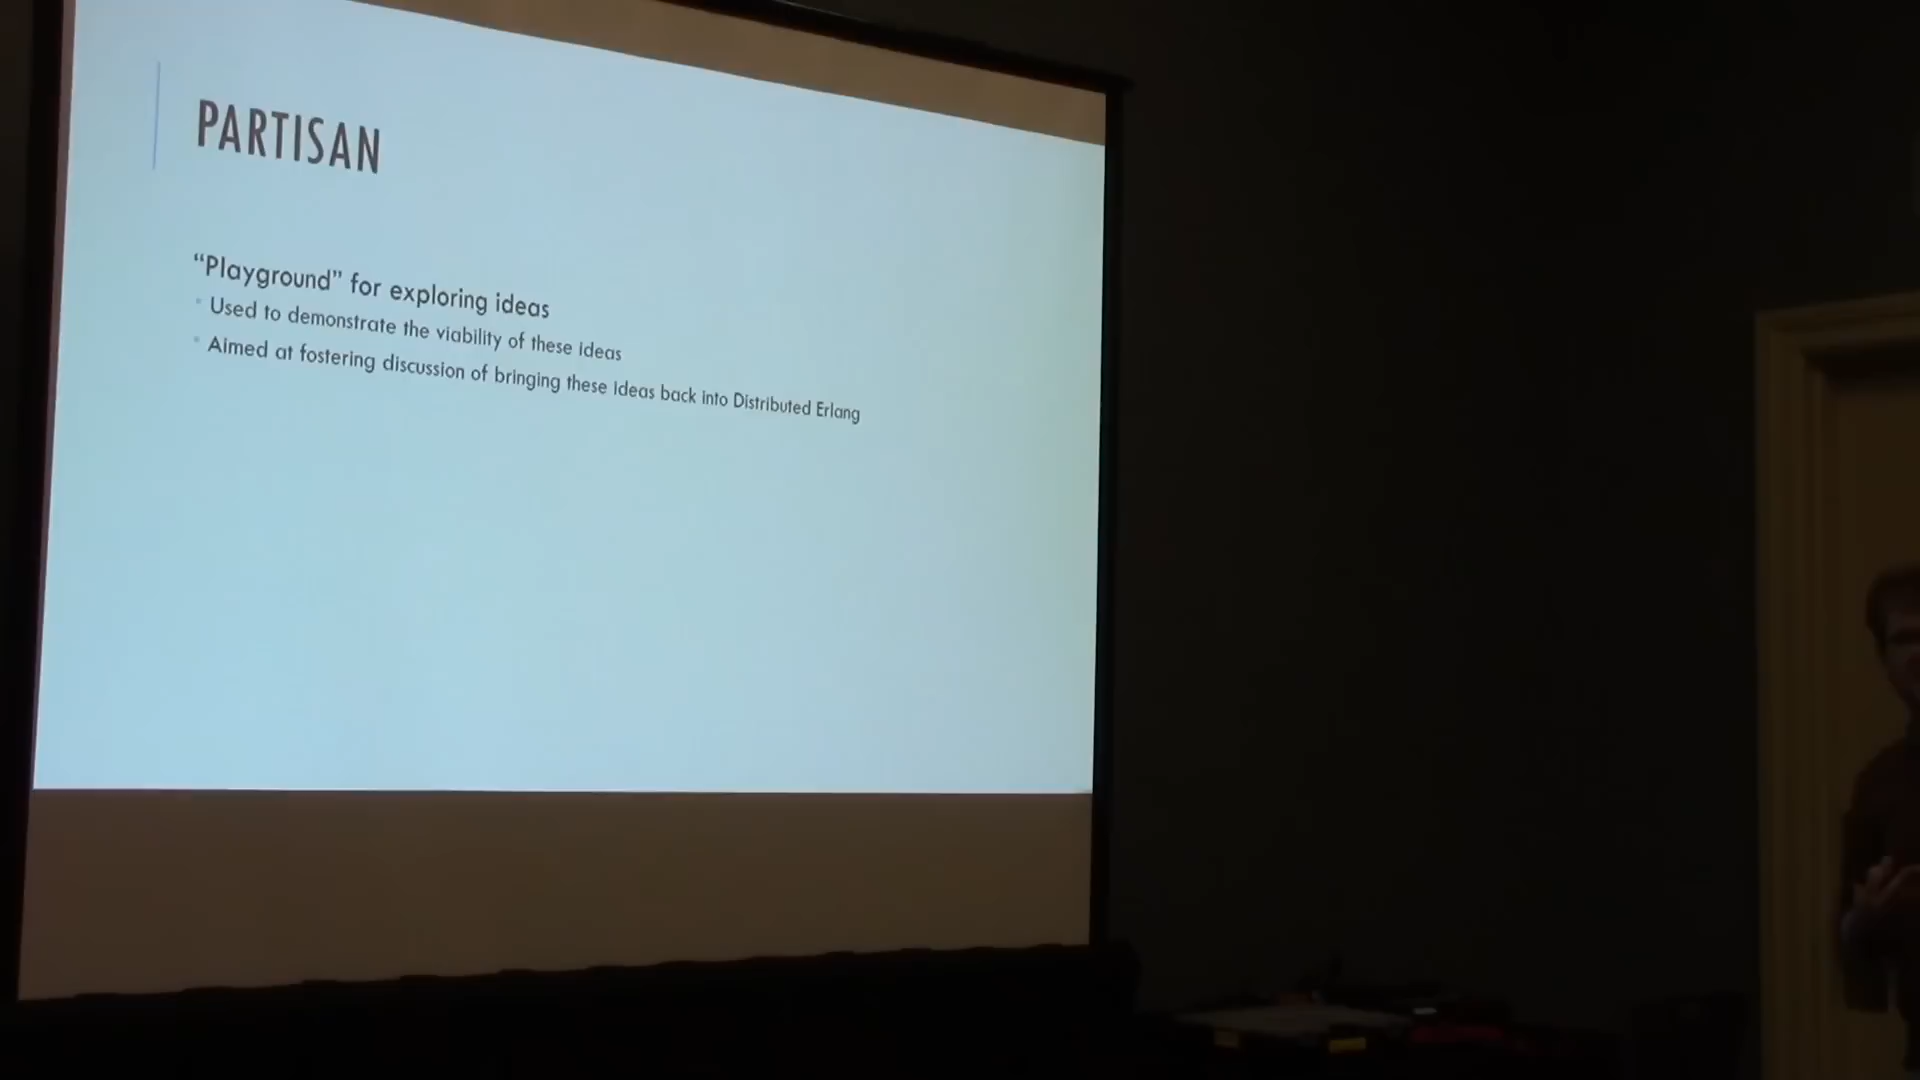 PARTISAN
“Playground” for exploring ideas
Used to demonstrate the viability of these ideas
Aimed at fostering discussion of bringing these ideas back into Distributed Erlang